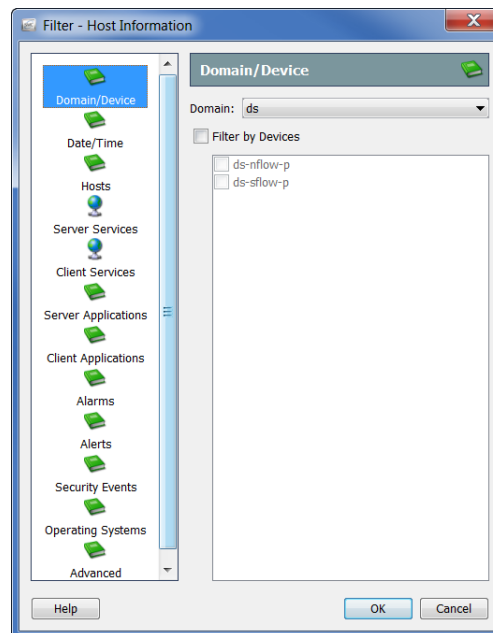 Filter - Host Information
Domain/Device
Date/Time
Hosts
Server Services
Client Services
Server Applications
Client Applications
Alarms
Alerts
Security Events
Operating Systems
Advanced
Domain/Device
Domain: ds
Filter by Devices
ds-nflow-p
ds-sflow-p
Help
OK
Cancel